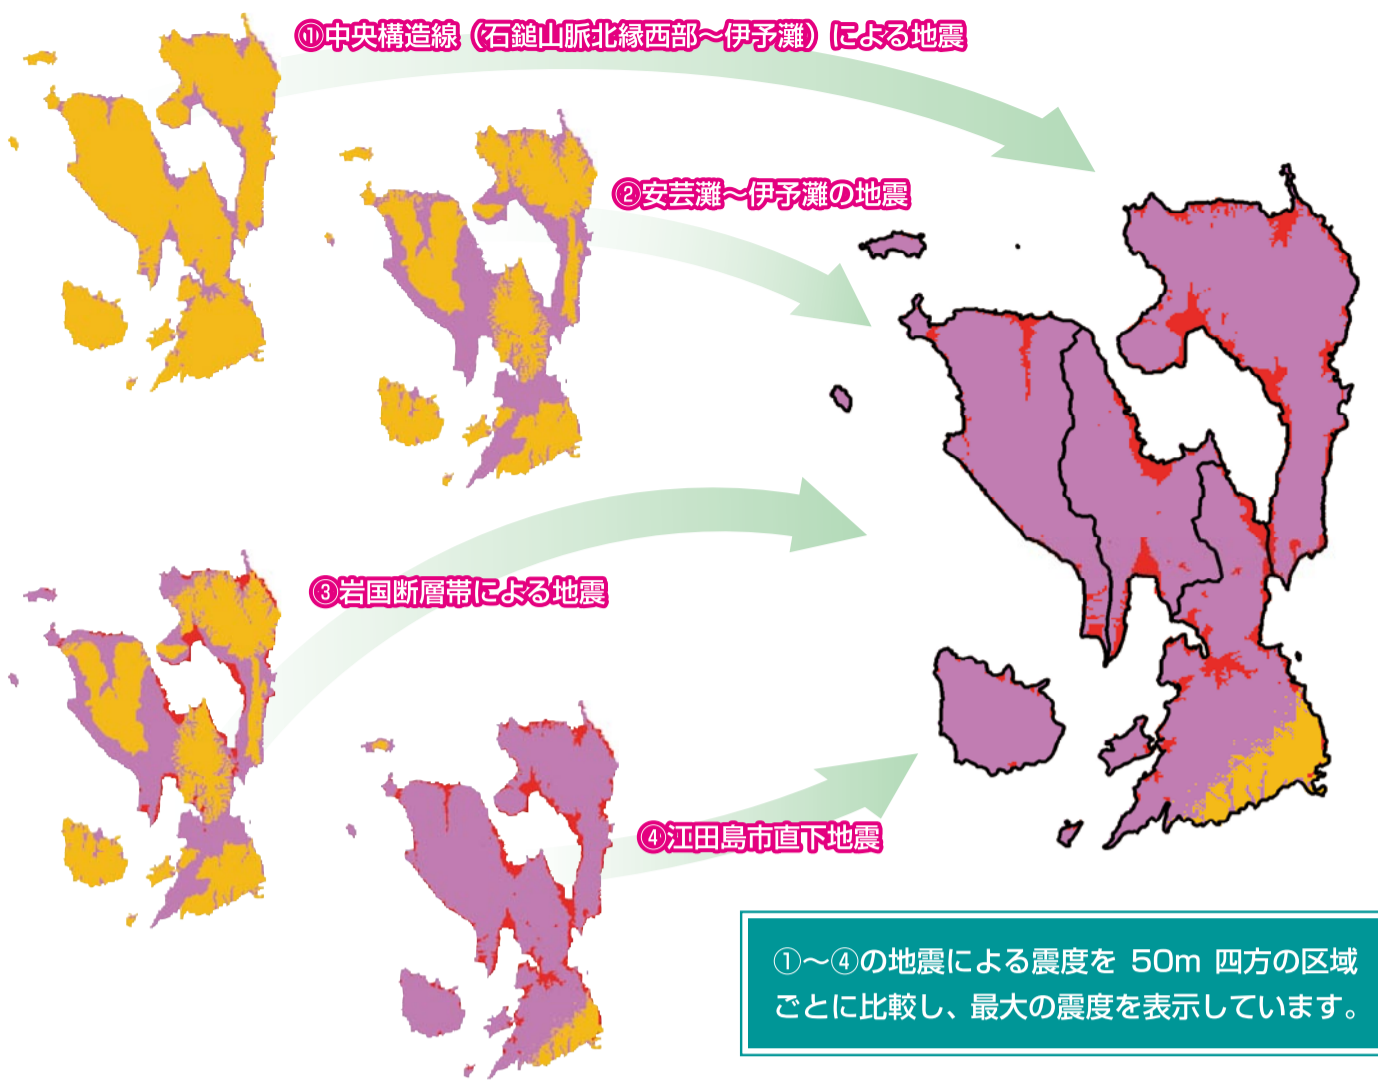 ①中央構造線（石鎚山脈北縁西部～伊予灘）による地震
②安芸灘～伊予灘の地震
③岩国断層帯による地震
④江田島市直下地震
①～④の地震による震度を 50m 四方の区域
ごとに比較し、最大の震度を表示しています。